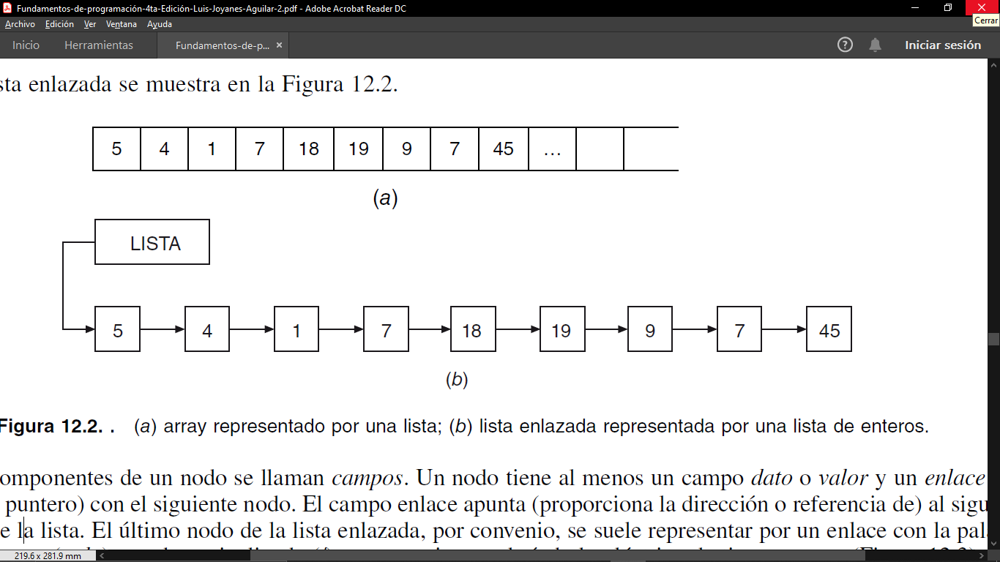 Fundamentos-de-programación-4ta-Edición-Luis-Joyanes-Aguilar-2.pdf - Adobe Acrobat Reader DC
Cerrar
Archivo Edición Ver Ventana Ayuda
Inicio Herramientas Fundamentos-de-p... × ? Iniciar sesión
sta enlazada se muestra en la Figura 12.2.
5 4 1 7 18 19 9 7 45 ...
(a)
LISTA
5 4 1 7 18 19 9 7 45
(b)
Figura 12.2. . (a) array representado por una lista; (b) lista enlazada representada por una lista de enteros.
omponentes de un nodo se llaman campos. Un nodo tiene al menos un campo dato o valor y un enlace
puntero) con el siguiente nodo. El campo enlace apunta (proporciona la dirección o referencia de) al sigu
e la lista. El último nodo de la lista enlazada, por convenio, se suele representar por un enlace con la pal
219.6 x 281.9 mm